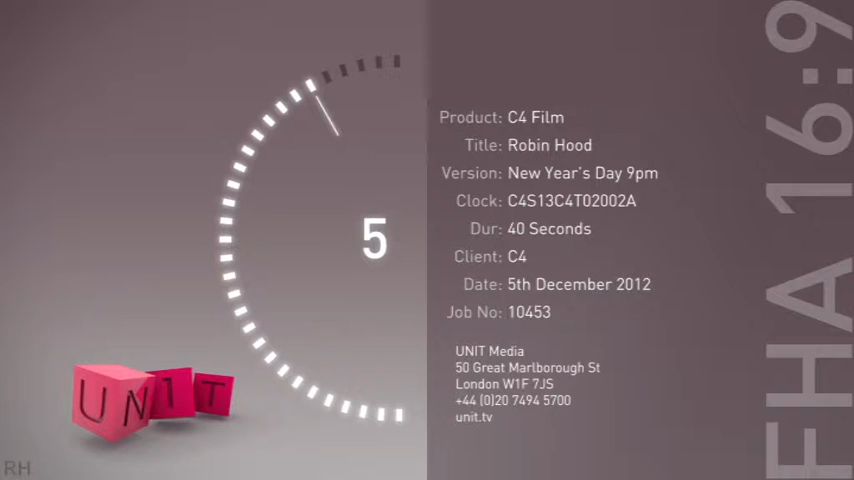 5
UNIT
RH
Product: C4 Film
Title: Robin Hood
Version: New Year's Day 9pm
Clock: C4S13C4T02002A
Dur: 40 Seconds
Client: C4
Date: 5th December 2012
Job No: 10453
UNIT Media
50 Great Marlborough St
London W1F 7JS
+44 (0)20 7494 5700
unit.tv
FHA 16:9